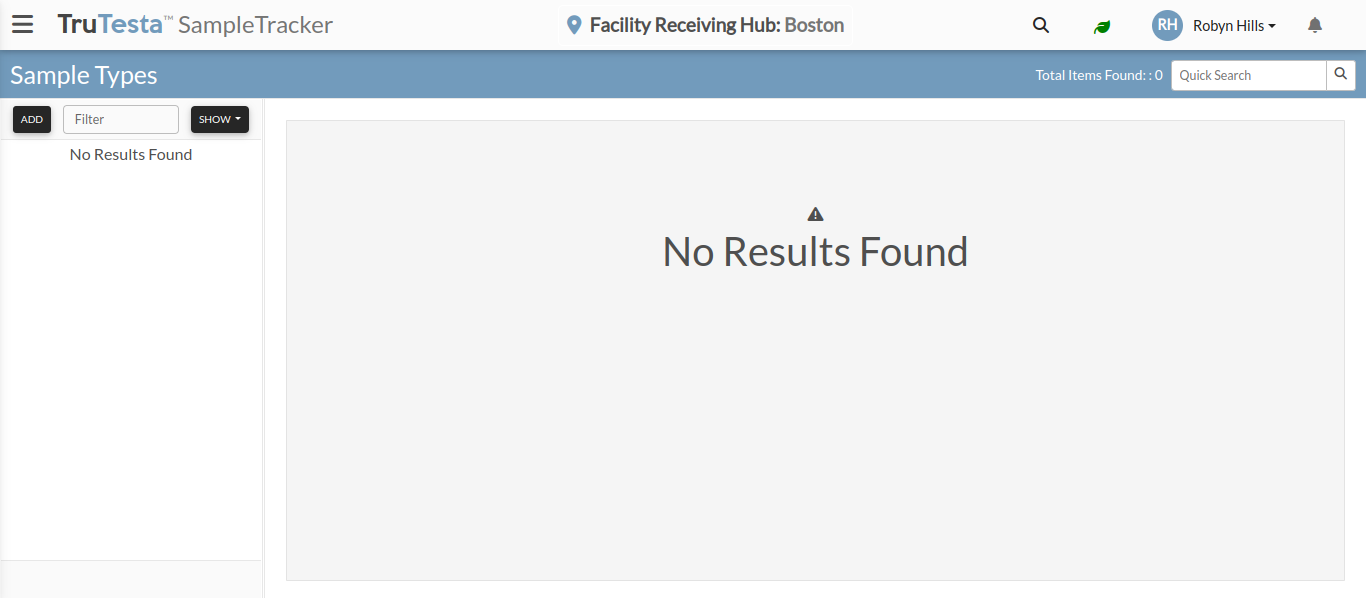 TruTesta™ SampleTracker
Facility Receiving Hub: Boston
RH
Robyn Hills
Sample Types
Total Items Found: : 0
Quick Search
ADD
Filter
SHOW
No Results Found
No Results Found